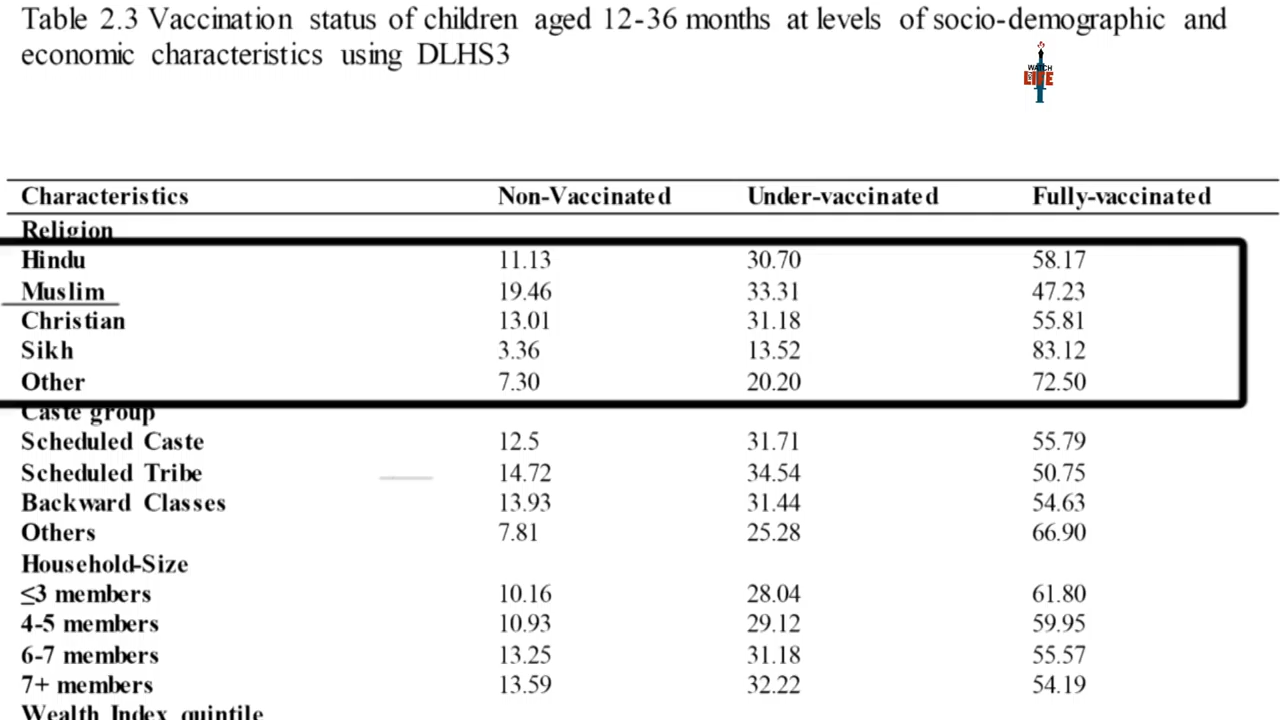 Table 2.3 Vaccination status of children aged 12-36 months at levels of socio-demographic and
economic characteristics using DLHS3
WATCH
LIFE
Characteristics Non-Vaccinated Under-vaccinated Fully-vaccinated
Religion
Hindu 11.13 30.70 58.17
Muslim 19.46 33.31 47.23
Christian 13.01 31.18 55.81
Sikh 3.36 13.52 83.12
Other 7.30 20.20 72.50
Caste group
Scheduled Caste 12.5 31.71 55.79
Scheduled Tribe 14.72 34.54 50.75
Backward Classes 13.93 31.44 54.63
Others 7.81 25.28 66.90
Household-Size
≤3 members 10.16 28.04 61.80
4-5 members 10.93 29.12 59.95
6-7 members 13.25 31.18 55.57
7+ members 13.59 32.22 54.19
Wealth Index quintile